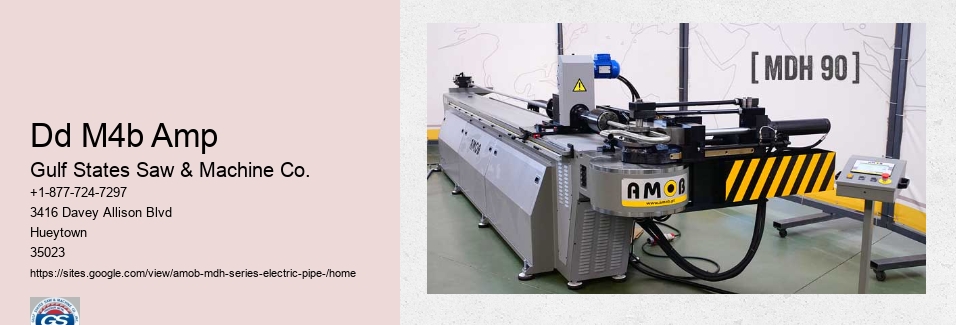 Dd M4b Amp
Gulf States Saw & Machine Co.
+1-877-724-7297
3416 Davey Allison Blvd
Hueytown
35023
https://sites.google.com/view/amob-mdh-series-electric-pipe-/home
GS
[MDH 90]
AMOB
AMOB
www.amob.pt